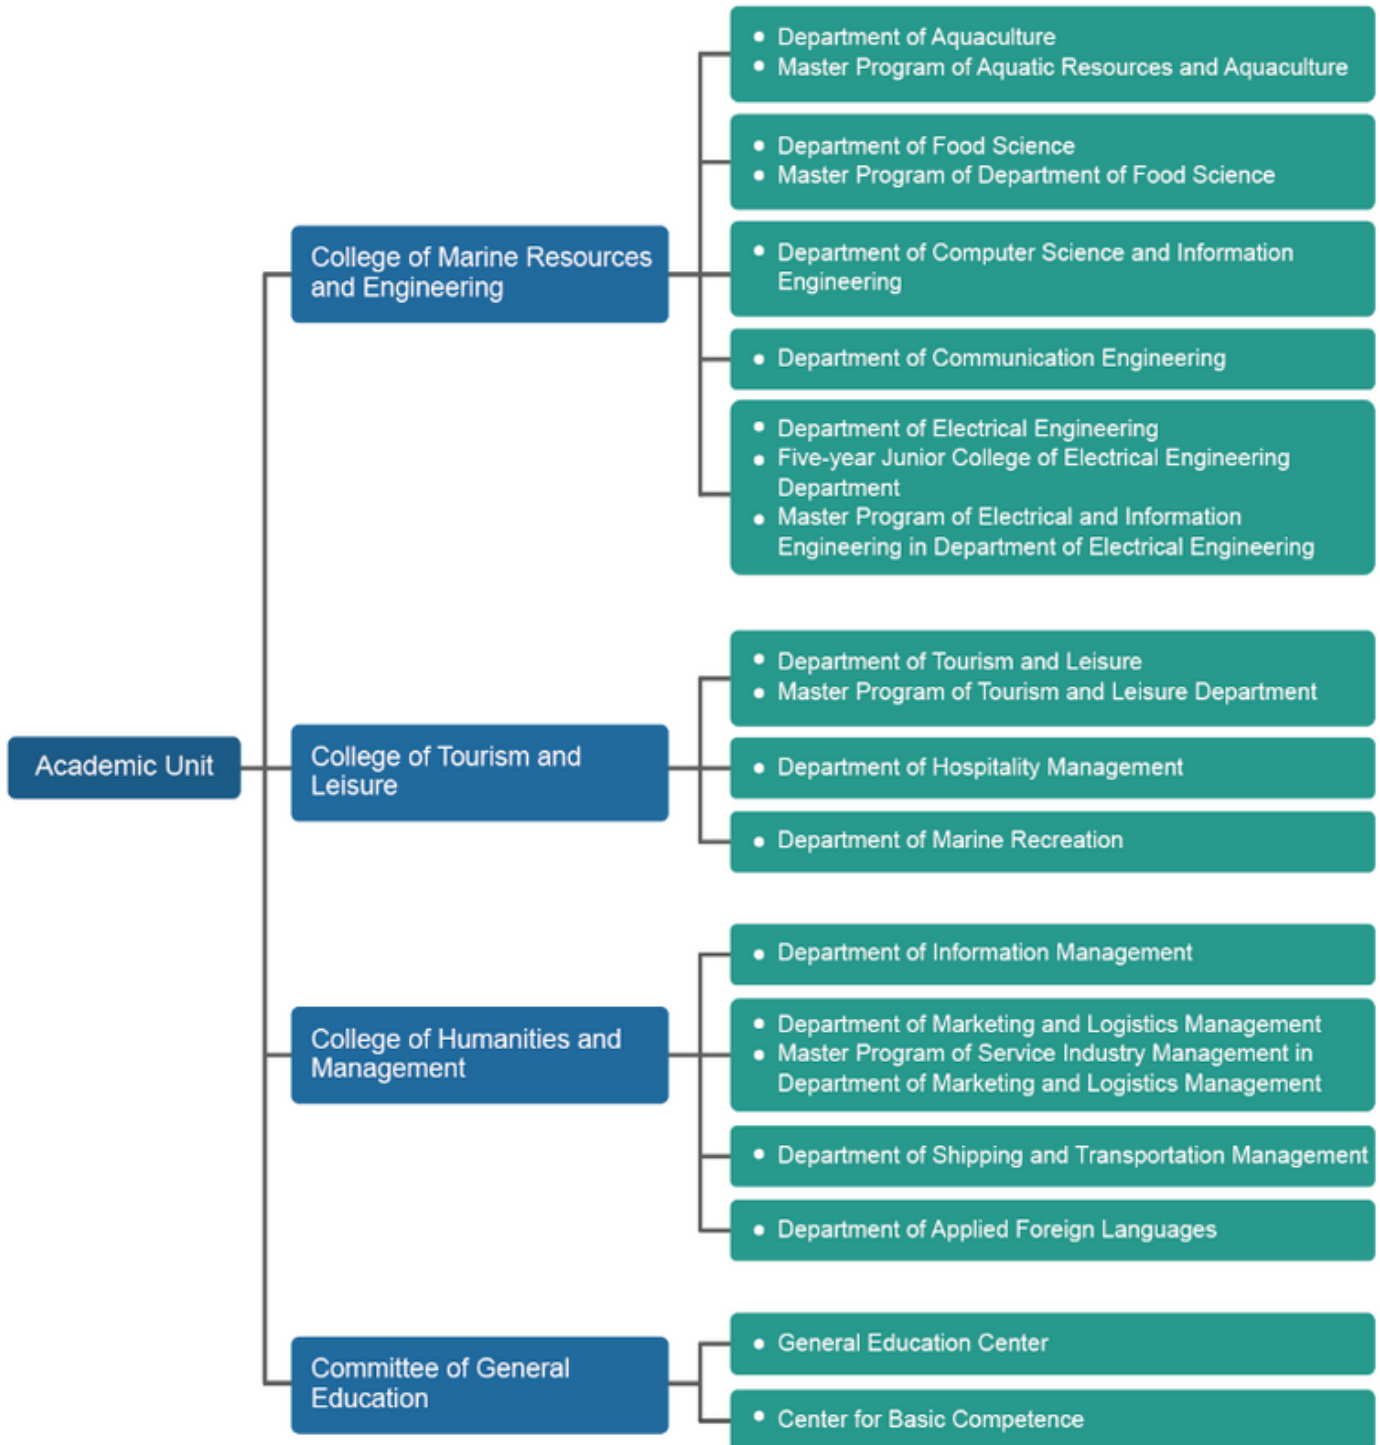 Academic Unit
College of Marine Resources
and Engineering
• Department of Aquaculture
• Master Program of Aquatic Resources and Aquaculture
• Department of Food Science
• Master Program of Department of Food Science
• Department of Computer Science and Information
Engineering
• Department of Communication Engineering
• Department of Electrical Engineering
• Five-year Junior College of Electrical Engineering
Department
• Master Program of Electrical and Information
Engineering in Department of Electrical Engineering
College of Tourism and
Leisure
• Department of Tourism and Leisure
• Master Program of Tourism and Leisure Department
• Department of Hospitality Management
• Department of Marine Recreation
College of Humanities and
Management
• Department of Information Management
• Department of Marketing and Logistics Management
• Master Program of Service Industry Management in
Department of Marketing and Logistics Management
• Department of Shipping and Transportation Management
• Department of Applied Foreign Languages
Committee of General
Education
• General Education Center
• Center for Basic Competence